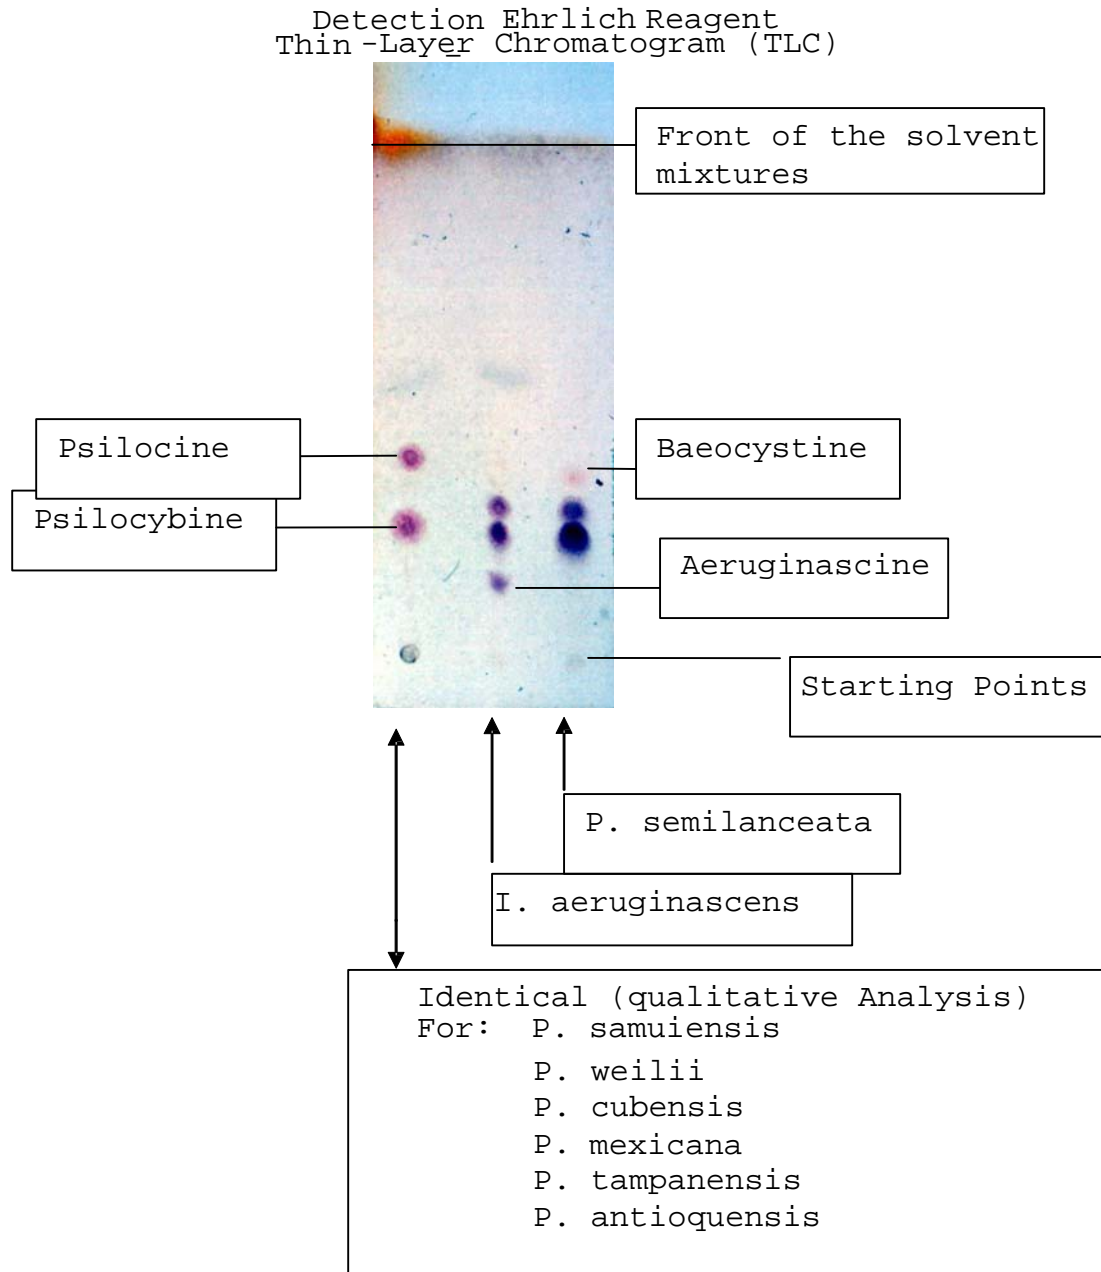 Detection Ehrlich Reagent
Thin-Layer Chromatogram (TLC)
Front of the solvent
mixtures
Psilocine
Baeocystine
Psilocybine
Aeruginascine
Starting Points
P. semilanceata
I. aeruginascens
Identical (qualitative Analysis)
For: P. samuiensis
P. weilii
P. cubensis
P. mexicana
P. tampanensis
P. antioquensis